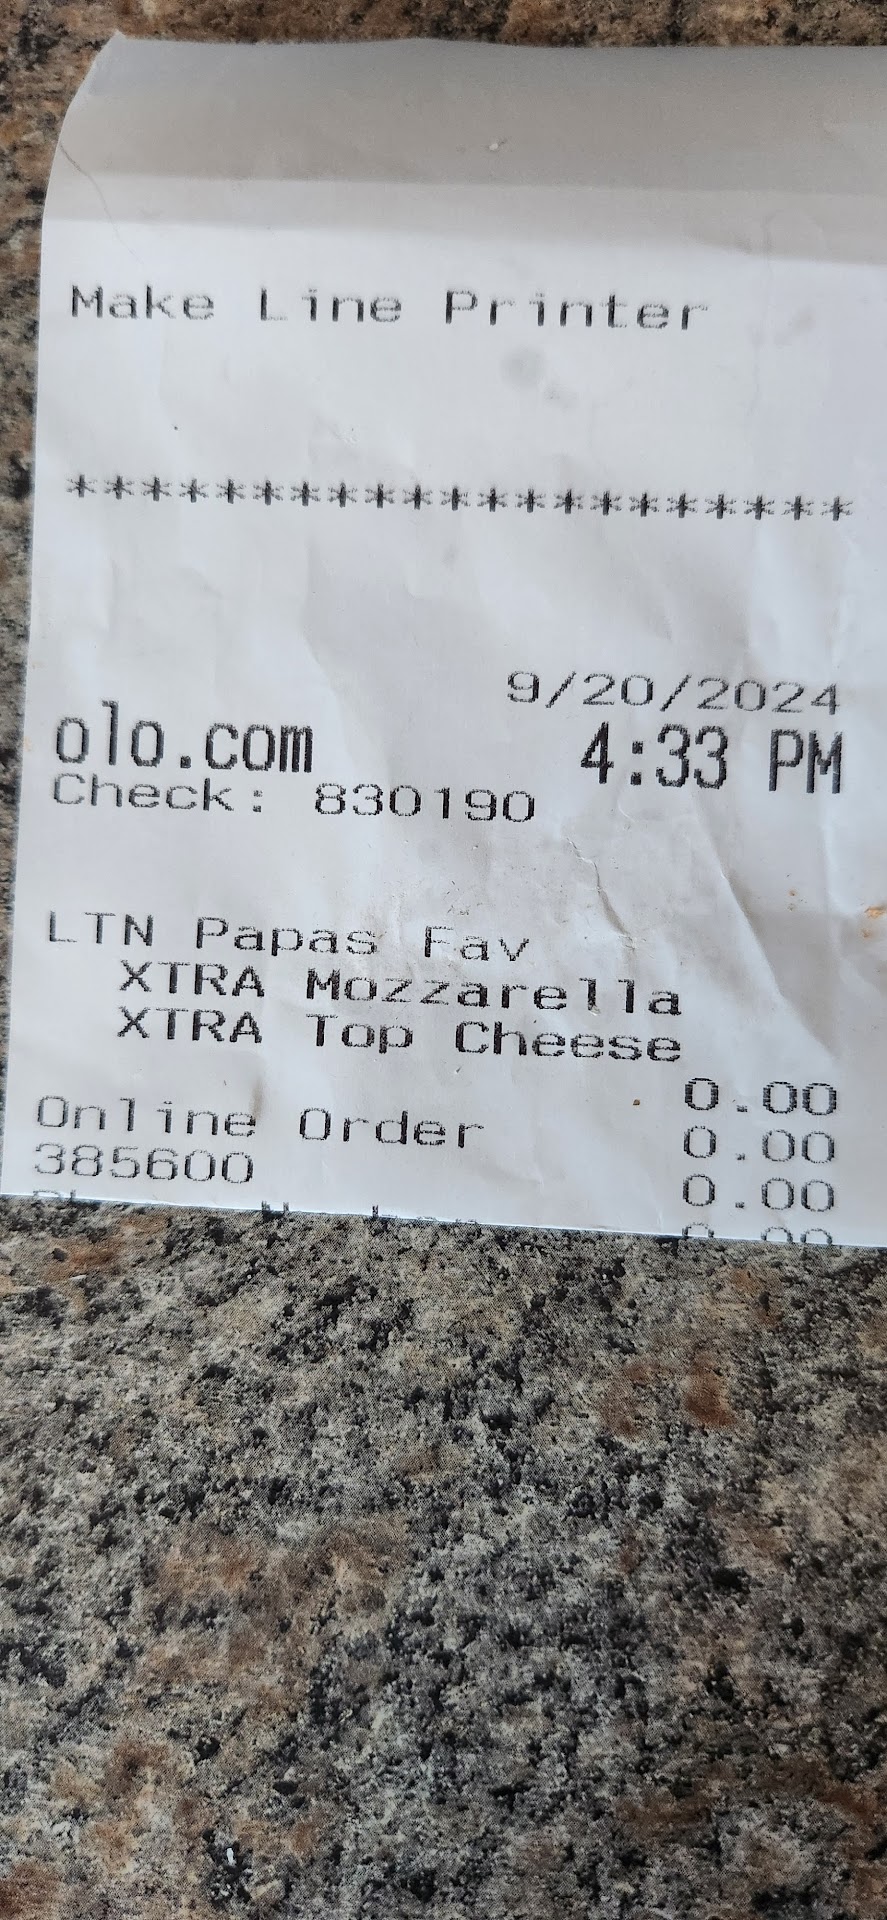 Make Line Printer
*********************
9/20/2024
olo.com 4:33 PM
Check: 830190
LTN Papas Fav
XTRA Mozzarella
XTRA Top Cheese
0.00
Online Order 0.00
385600 0.00